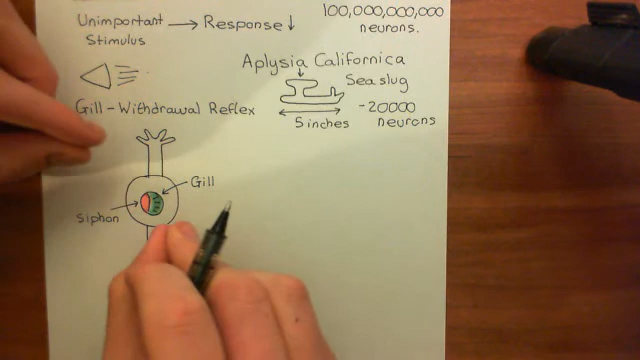 Unimportant → Response ↓
Stimulus
100,000,000,000
neurons.
Aplysia Californica
Sea slug
Gill-Withdrawal Reflex
5 inches
~20000
neurons
Gill
Siphon